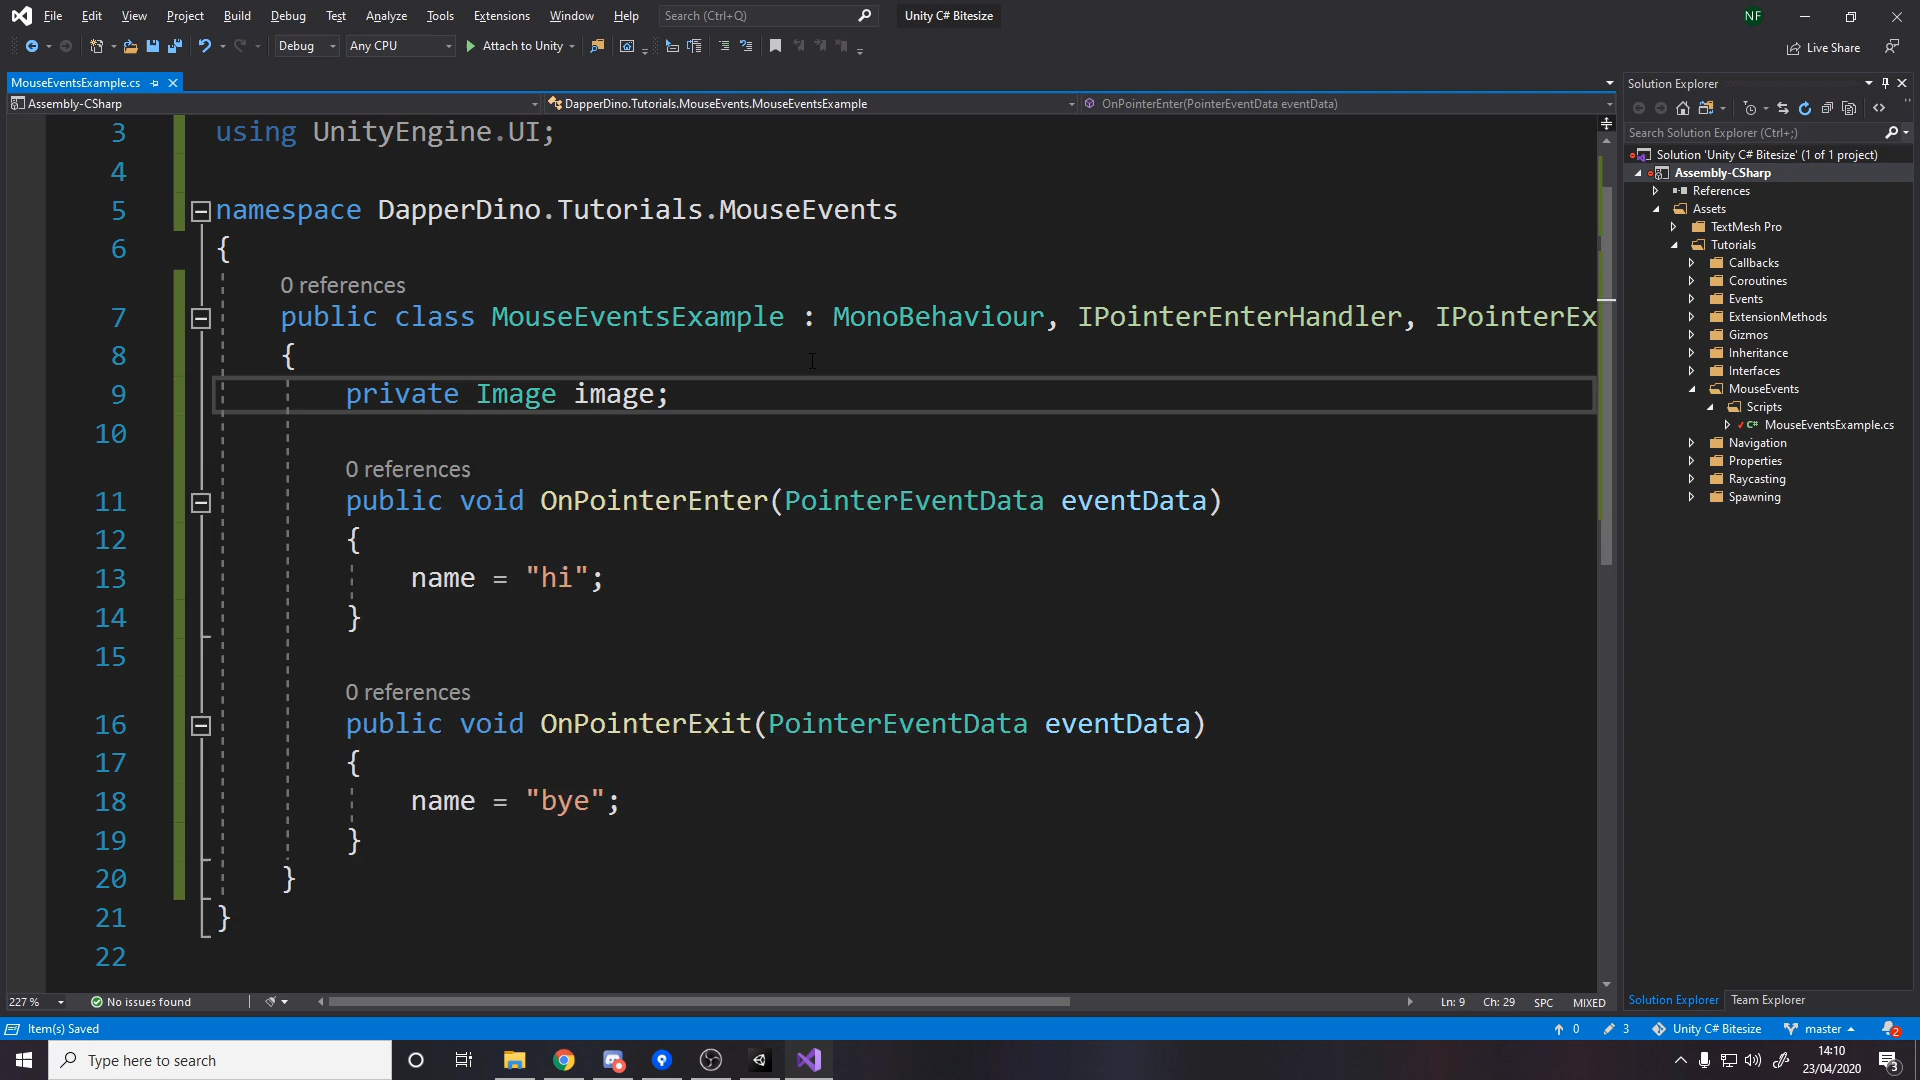 File Edit View Project Build Debug Test Analyze Tools Extensions Window Help Search (Ctrl+Q) Unity C# Bitesize NF
Debug Any CPU Attach to Unity Live Share
MouseEventsExample.cs
Assembly-CSharp DapperDino.Tutorials.MouseEvents.MouseEventsExample OnPointerEnter(PointerEventData eventData)
3 using UnityEngine.UI;
4
5 namespace DapperDino.Tutorials.MouseEvents
6 {
0 references
7 public class MouseEventsExample : MonoBehaviour, IPointerEnterHandler, IPointerEx
8 {
9 private Image image;
10
0 references
11 public void OnPointerEnter(PointerEventData eventData)
12 {
13 name = "hi";
14 }
15
0 references
16 public void OnPointerExit(PointerEventData eventData)
17 {
18 name = "bye";
19 }
20 }
21 }
22
227 % No issues found Ln: 9 Ch: 29 SPC MIXED
Solution Explorer
Search Solution Explorer (Ctrl+;)
Solution 'Unity C# Bitesize' (1 of 1 project)
Assembly-CSharp
References
Assets
TextMesh Pro
Tutorials
Callbacks
Coroutines
Events
ExtensionMethods
Gizmos
Inheritance
Interfaces
MouseEvents
Scripts
C# MouseEventsExample.cs
Navigation
Properties
Raycasting
Spawning
Solution Explorer Team Explorer
Item(s) Saved 0 3 Unity C# Bitesize master 2
Type here to search
14:10
23/04/2020
3